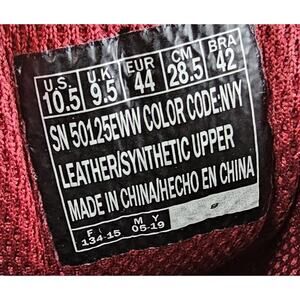 U.S. U.K. EUR CM BRA
10.5 9.5 44 28.5 42
SN 50125EWW COLOR CODE:NVY
LEATHER/SYNTHETIC UPPER
MADE IN CHINA/HECHO EN CHINA
F I M Y
134-15 05-19